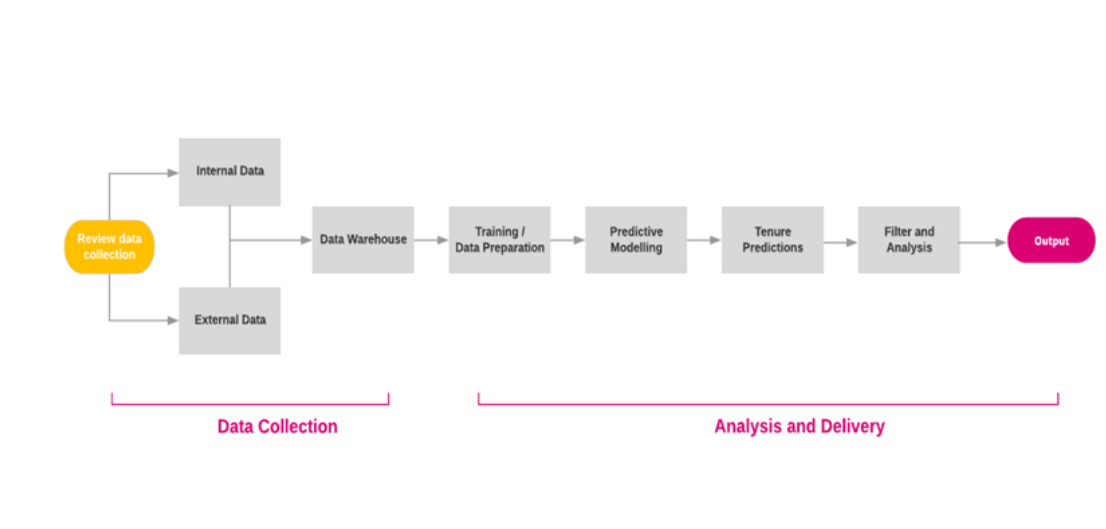 Internal Data
Review data
collection
External Data
Data Warehouse
Training /
Data Preparation
Predictive
Modelling
Tenure
Predictions
Filter and
Analysis
Output
Data Collection
Analysis and Delivery